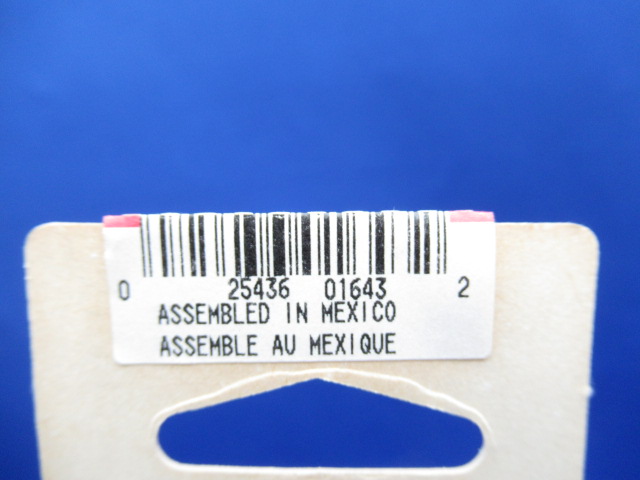 0 25436 01643 2
ASSEMBLED IN MEXICO
ASSEMBLE AU MEXIQUE